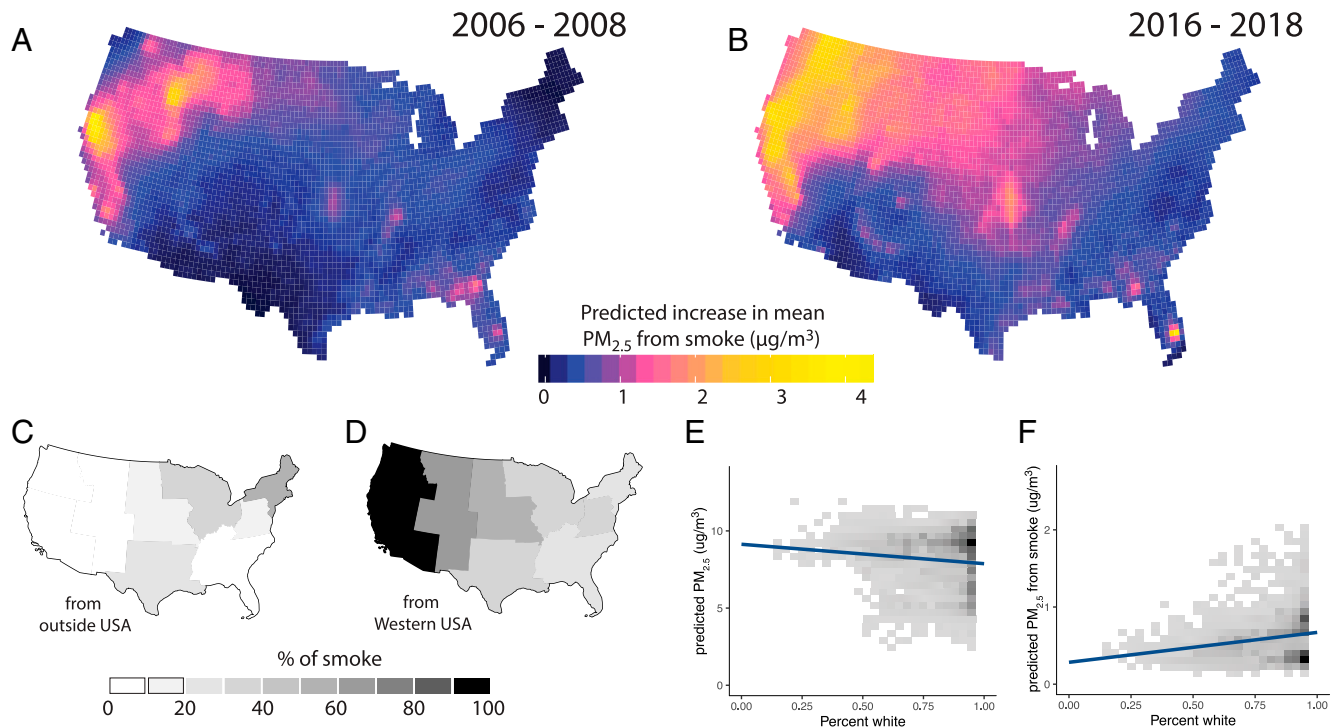 A
2006 - 2008
B
2016 - 2018
Predicted increase in mean
PM2.5 from smoke (µg/m³)
0 1 2 3 4
C
from
outside USA
D
from
Western USA
% of smoke
0 20 40 60 80 100
E
predicted PM2.5 (ug/m³)
10
5
0
0.00 0.25 0.50 0.75 1.00
Percent white
F
predicted PM2.5 from smoke (ug/m³)
2
1
0
0.00 0.25 0.50 0.75 1.00
Percent white